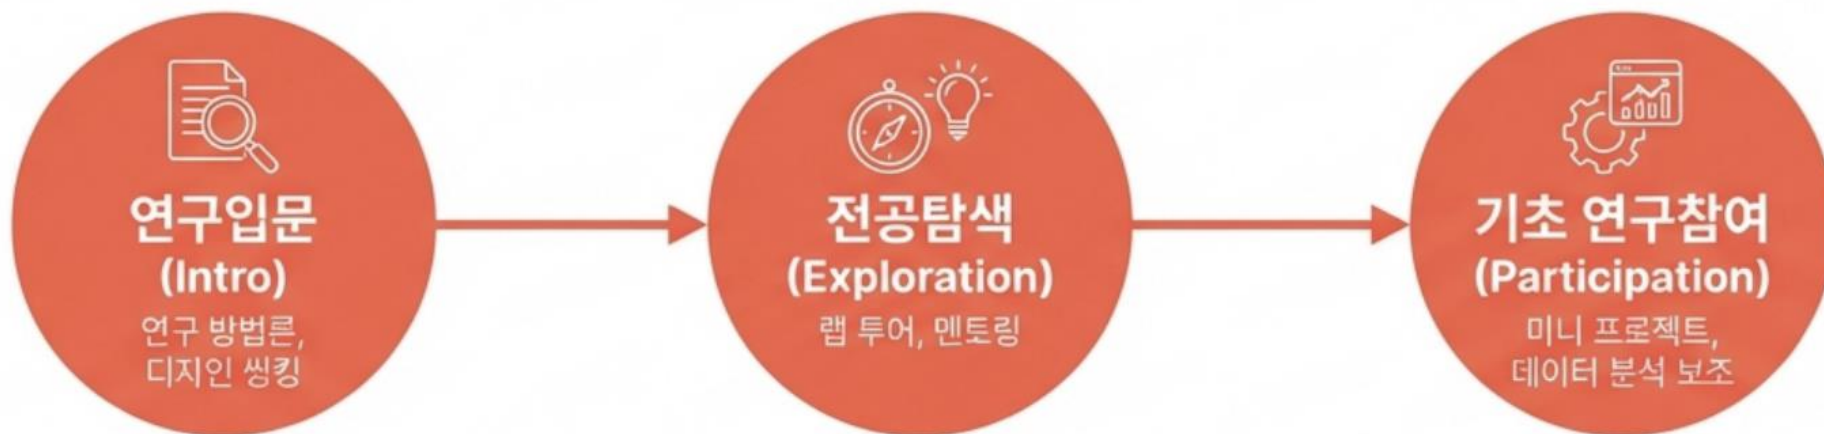 연구입문
(Intro)
연구 방법론,
디자인 씽킹
전공탐색
(Exploration)
랩 투어, 멘토링
기초 연구참여
(Participation)
미니 프로젝트,
데이터 분석 보조